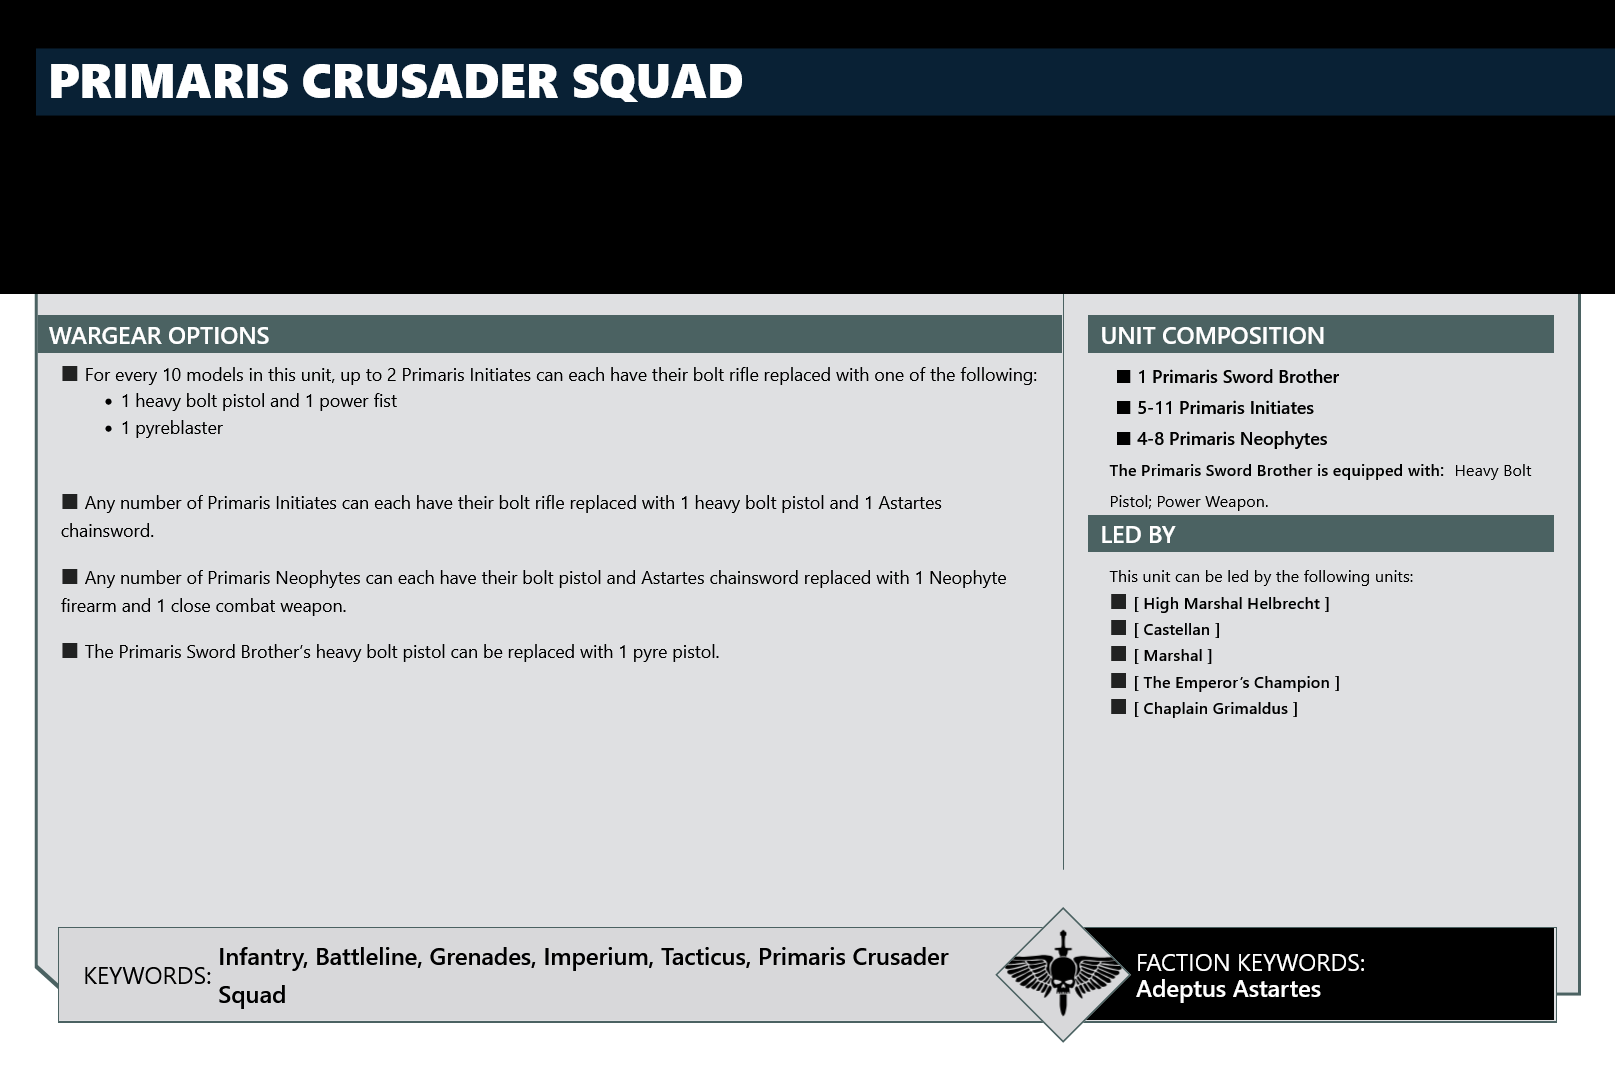 PRIMARIS CRUSADER SQUAD
WARGEAR OPTIONS
■ For every 10 models in this unit, up to 2 Primaris Initiates can each have their bolt rifle replaced with one of the following:
• 1 heavy bolt pistol and 1 power fist
• 1 pyreblaster
■ Any number of Primaris Initiates can each have their bolt rifle replaced with 1 heavy bolt pistol and 1 Astartes
chainsword.
■ Any number of Primaris Neophytes can each have their bolt pistol and Astartes chainsword replaced with 1 Neophyte
firearm and 1 close combat weapon.
■ The Primaris Sword Brother's heavy bolt pistol can be replaced with 1 pyre pistol.
UNIT COMPOSITION
■ 1 Primaris Sword Brother
■ 5-11 Primaris Initiates
■ 4-8 Primaris Neophytes
The Primaris Sword Brother is equipped with: Heavy Bolt
Pistol; Power Weapon.
LED BY
This unit can be led by the following units:
■ [ High Marshal Helbrecht ]
■ [ Castellan ]
■ [ Marshal ]
■ [ The Emperor's Champion ]
■ [ Chaplain Grimaldus ]
KEYWORDS: Infantry, Battleline, Grenades, Imperium, Tacticus, Primaris Crusader
Squad
FACTION KEYWORDS:
Adeptus Astartes